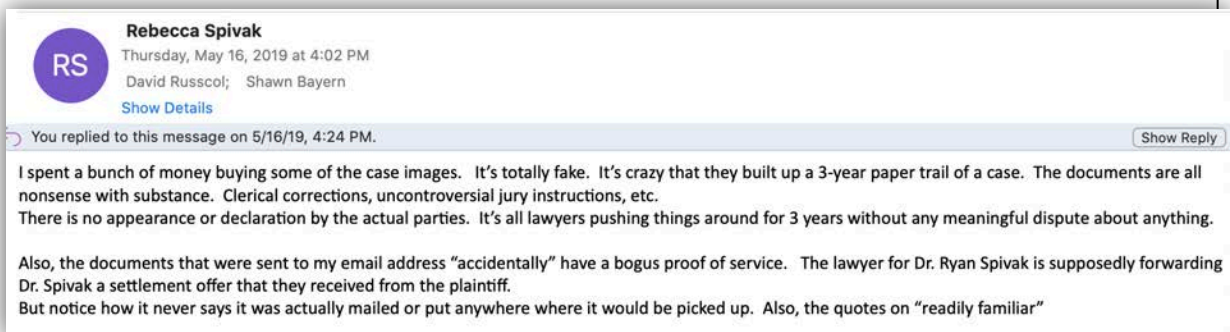 Rebecca Spivak
RS
Thursday, May 16, 2019 at 4:02 PM
David Russcol; Shawn Bayern
Show Details
You replied to this message on 5/16/19, 4:24 PM.
Show Reply
I spent a bunch of money buying some of the case images. It's totally fake. It's crazy that they built up a 3-year paper trail of a case. The documents are all
nonsense with substance. Clerical corrections, uncontroversial jury instructions, etc.
There is no appearance or declaration by the actual parties. It's all lawyers pushing things around for 3 years without any meaningful dispute about anything.
Also, the documents that were sent to my email address “accidentally” have a bogus proof of service. The lawyer for Dr. Ryan Spivak is supposedly forwarding
Dr. Spivak a settlement offer that they received from the plaintiff.
But notice how it never says it was actually mailed or put anywhere where it would be picked up. Also, the quotes on “readily familiar”